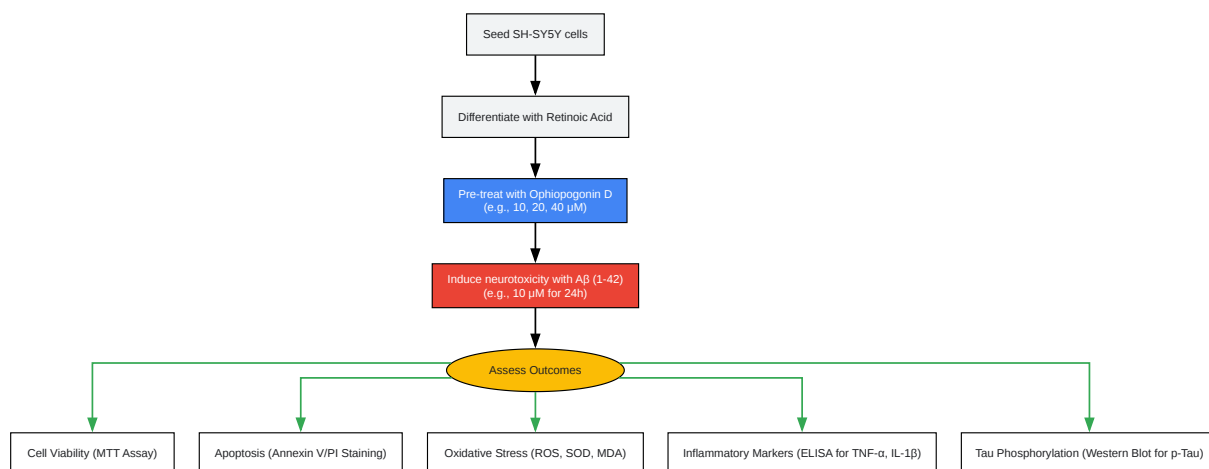 Seed SH-SY5Y cells
Differentiate with Retinoic Acid
Pre-treat with Ophiopogonin D
(e.g., 10, 20, 40 μM)
Induce neurotoxicity with Aβ (1-42)
(e.g., 10 μM for 24h)
Assess Outcomes
Cell Viability (MTT Assay)
Apoptosis (Annexin V/PI Staining)
Oxidative Stress (ROS, SOD, MDA)
Inflammatory Markers (ELISA for TNF-α, IL-1β)
Tau Phosphorylation (Western Blot for p-Tau)